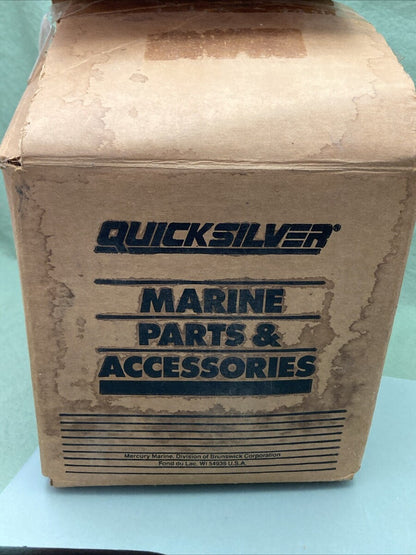 QUICKSILVER®
MARINE
PARTS &
ACCESSORIES
Mercury Marine, Division of Brunswick Corporation
Fond du Lac, WI 54935 U.S.A.